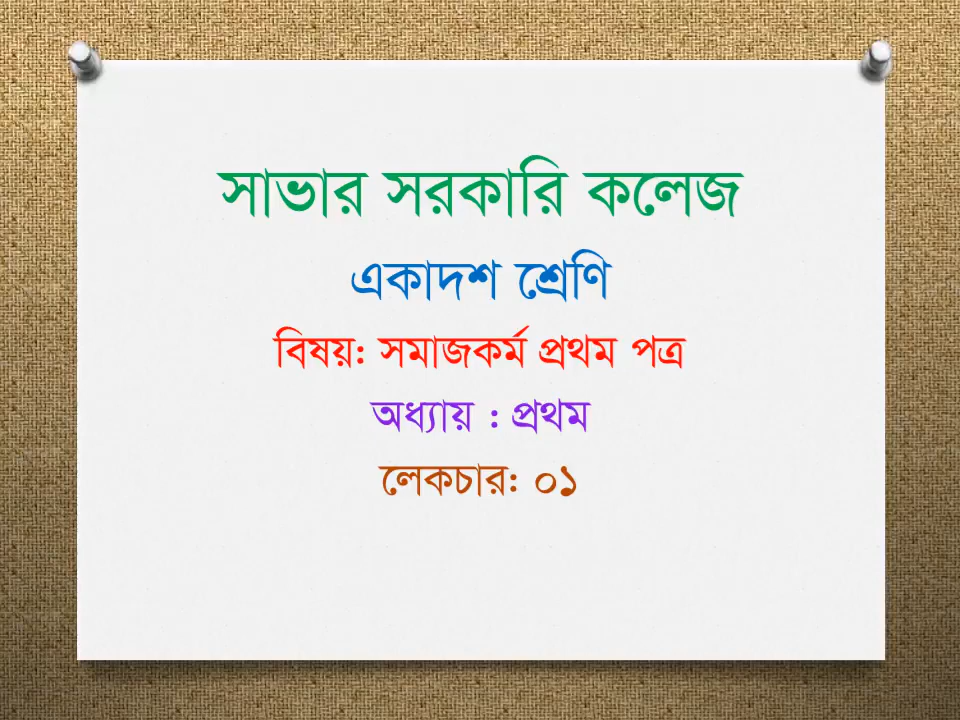 সাভার সরকারি কলেজ
একাদশ শ্রেণি
বিষয়: সমাজকর্ম প্রথম পত্র
অধ্যায় : প্রথম
লেকচার: ০১